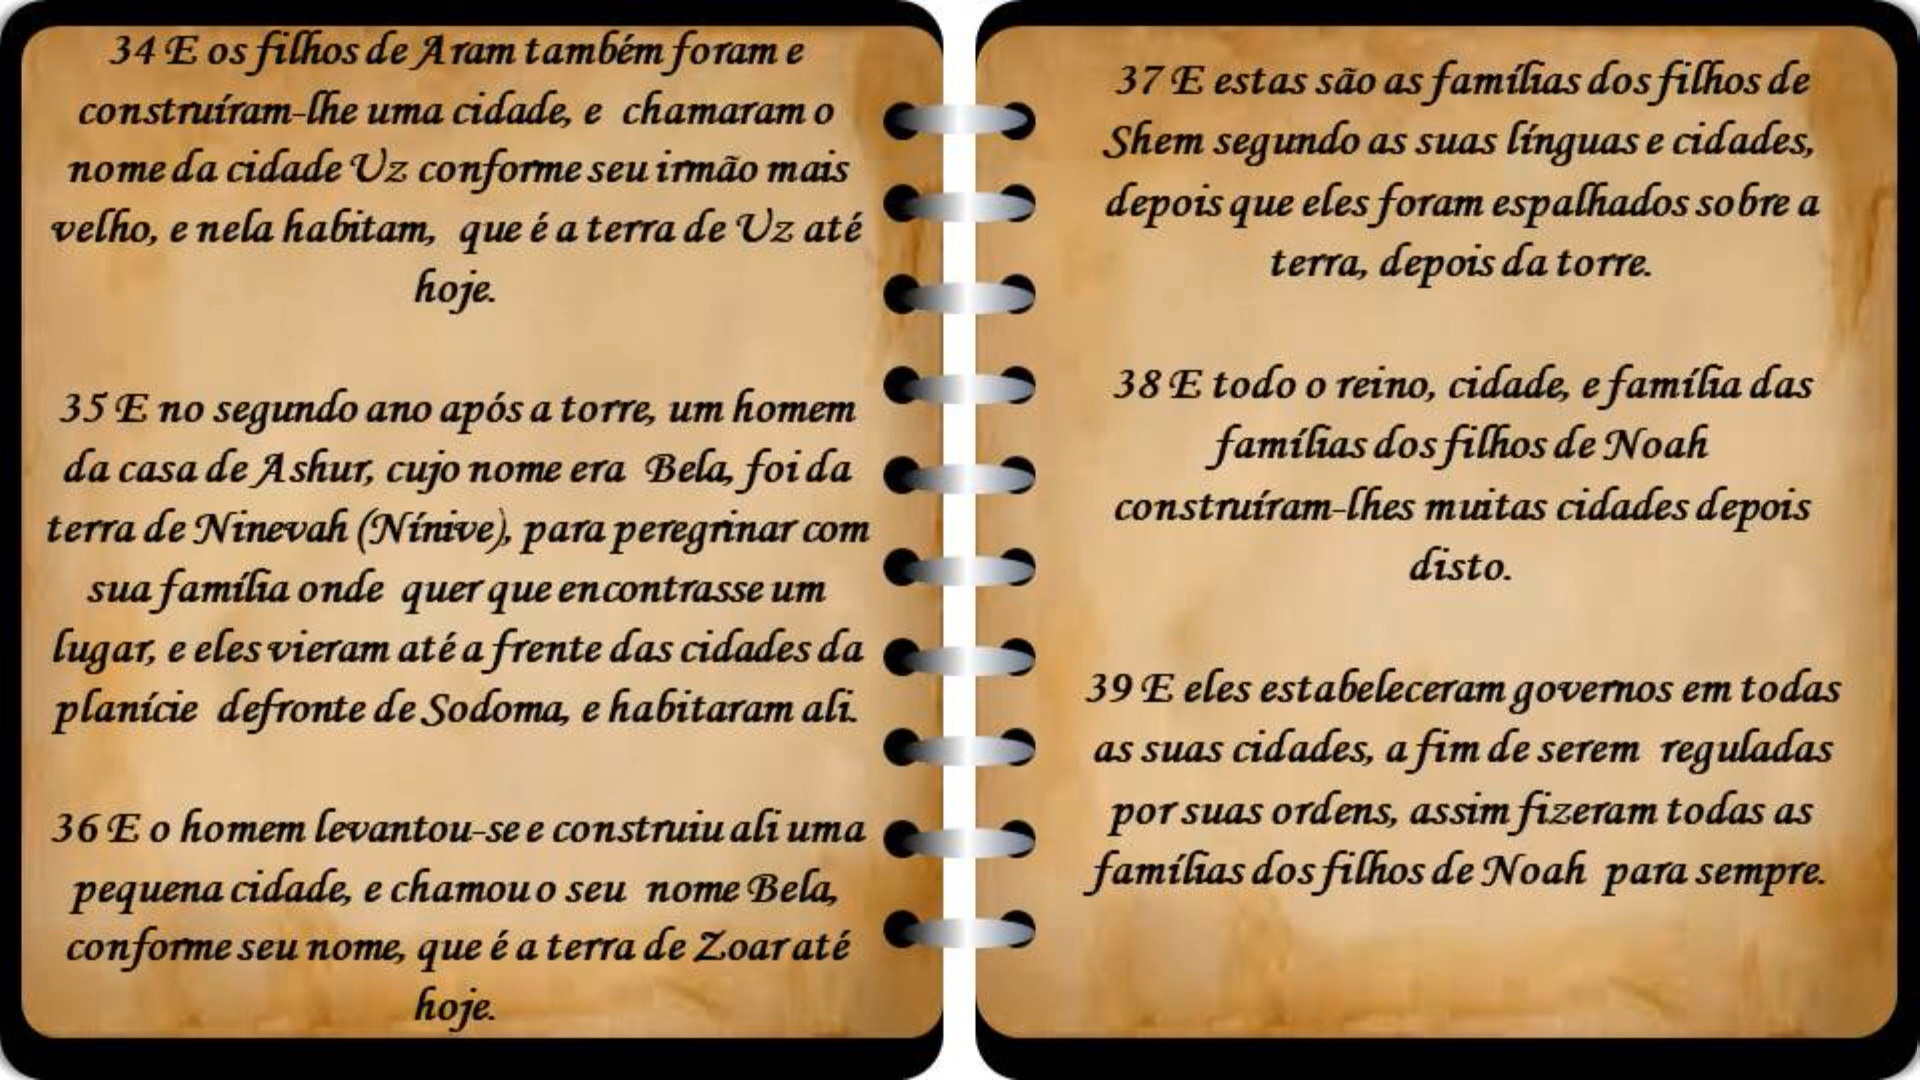 34 E os filhos de Aram também foram e
construíram-lhe uma cidade, e chamaram o
nome da cidade Uz conforme seu irmão mais
velho, e nela habitam, que é a terra de Uz até
hoje.
35 E no segundo ano após a torre, um homem
da casa de Ashur, cujo nome era Bela, foi da
terra de Ninevah (Nínive), para peregrinar com
sua família onde quer que encontrasse um
lugar, e eles vieram até a frente das cidades da
planície defronte de Sodoma, e habitaram ali.
36 E o homem levantou-se e construiu ali uma
pequena cidade, e chamou o seu nome Bela,
conforme seu nome, que é a terra de Zoar até
hoje.
37 E estas são as famílias dos filhos de
Shem segundo as suas línguas e cidades,
depois que eles foram espalhados sobre a
terra, depois da torre.
38 E todo o reino, cidade, e família das
famílias dos filhos de Noah
construíram-lhes muitas cidades depois
disto.
39 E eles estabeleceram governos em todas
as suas cidades, a fim de serem reguladas
por suas ordens, assim fizeram todas as
famílias dos filhos de Noah para sempre.